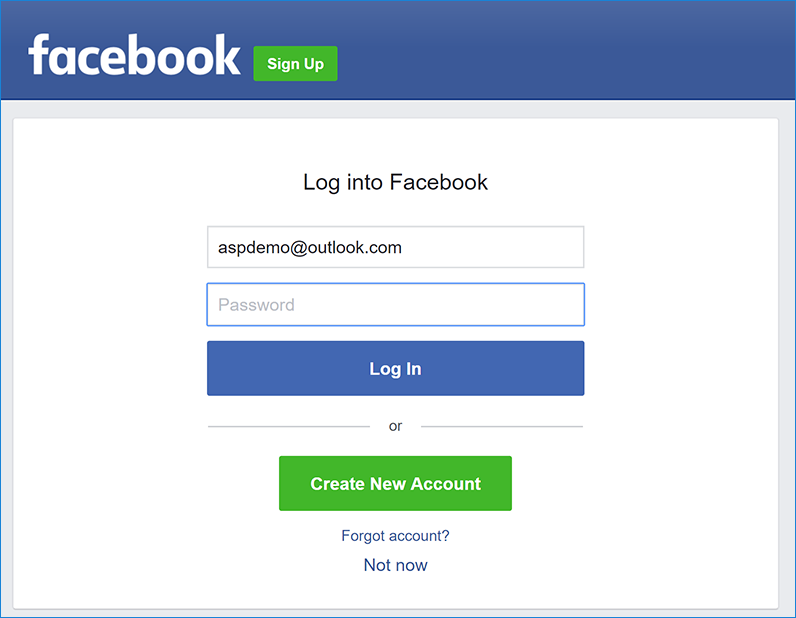 facebook Sign Up
Log into Facebook
aspdemo@outlook.com
Password
Log In
or
Create New Account
Forgot account?
Not now